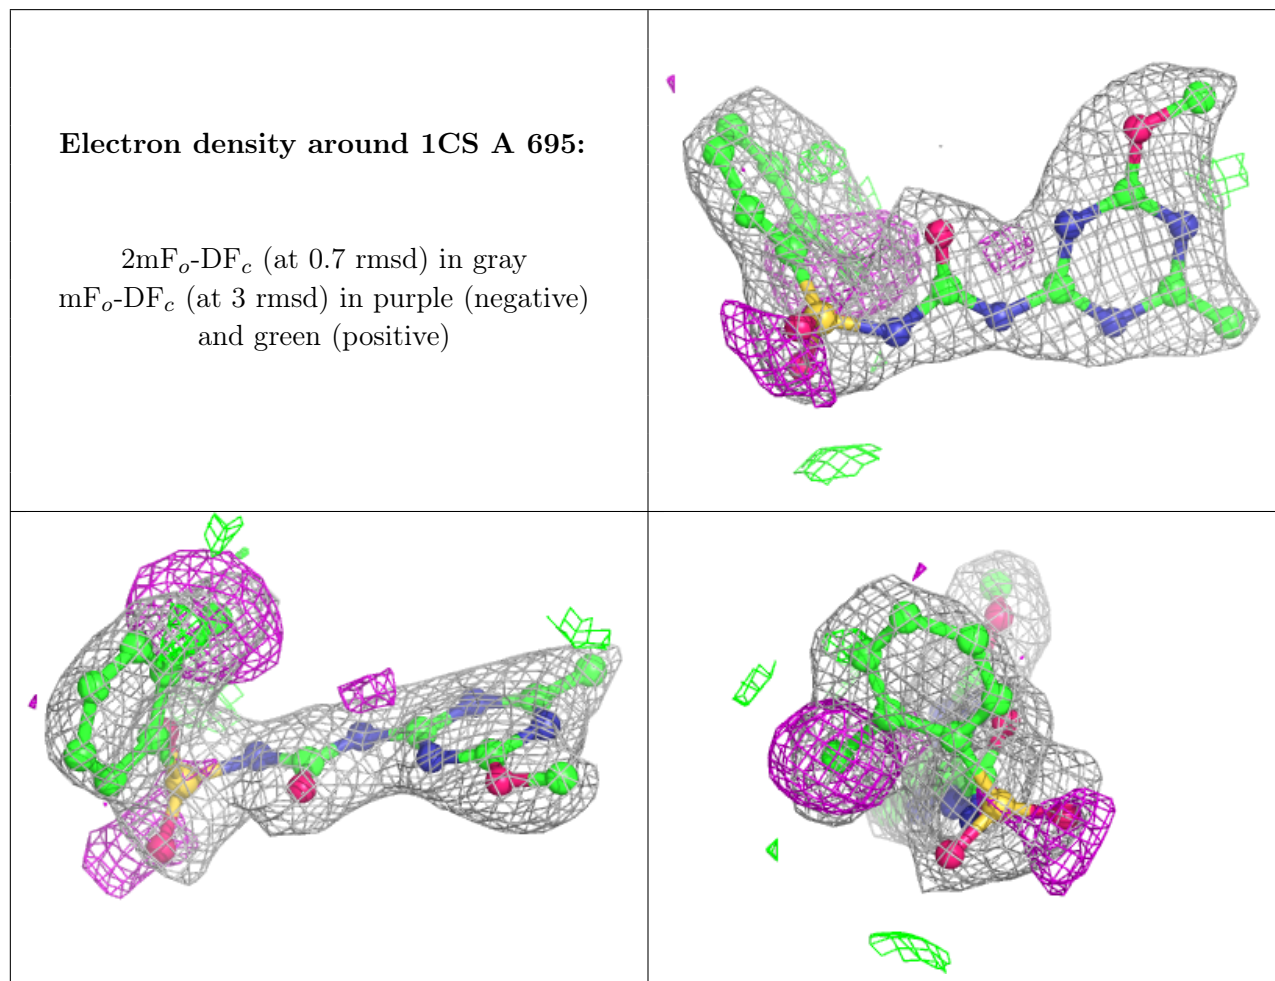 Electron density around 1CS A 695:
2mFo-DFc (at 0.7 rmsd) in gray
mFo-DFc (at 3 rmsd) in purple (negative)
and green (positive)